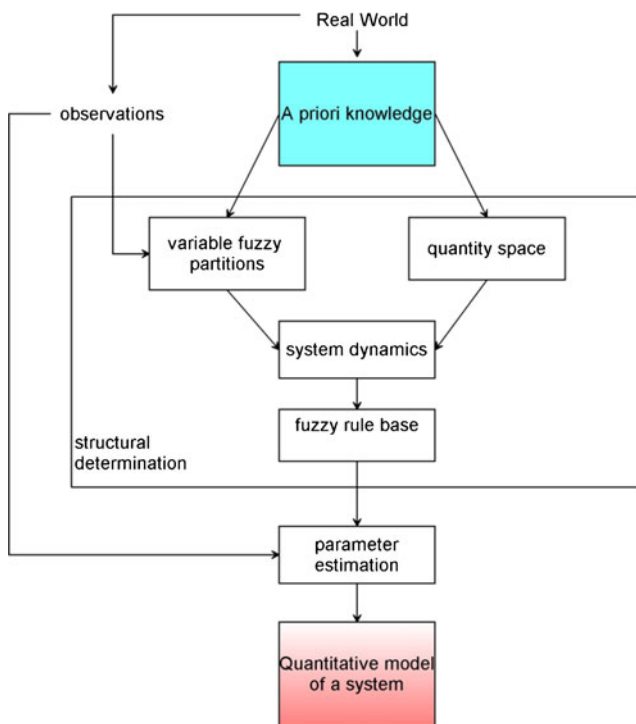 Real World
observations
A priori knowledge
variable fuzzy
partitions
quantity space
system dynamics
fuzzy rule base
structural
determination
parameter
estimation
Quantitative model
of a system